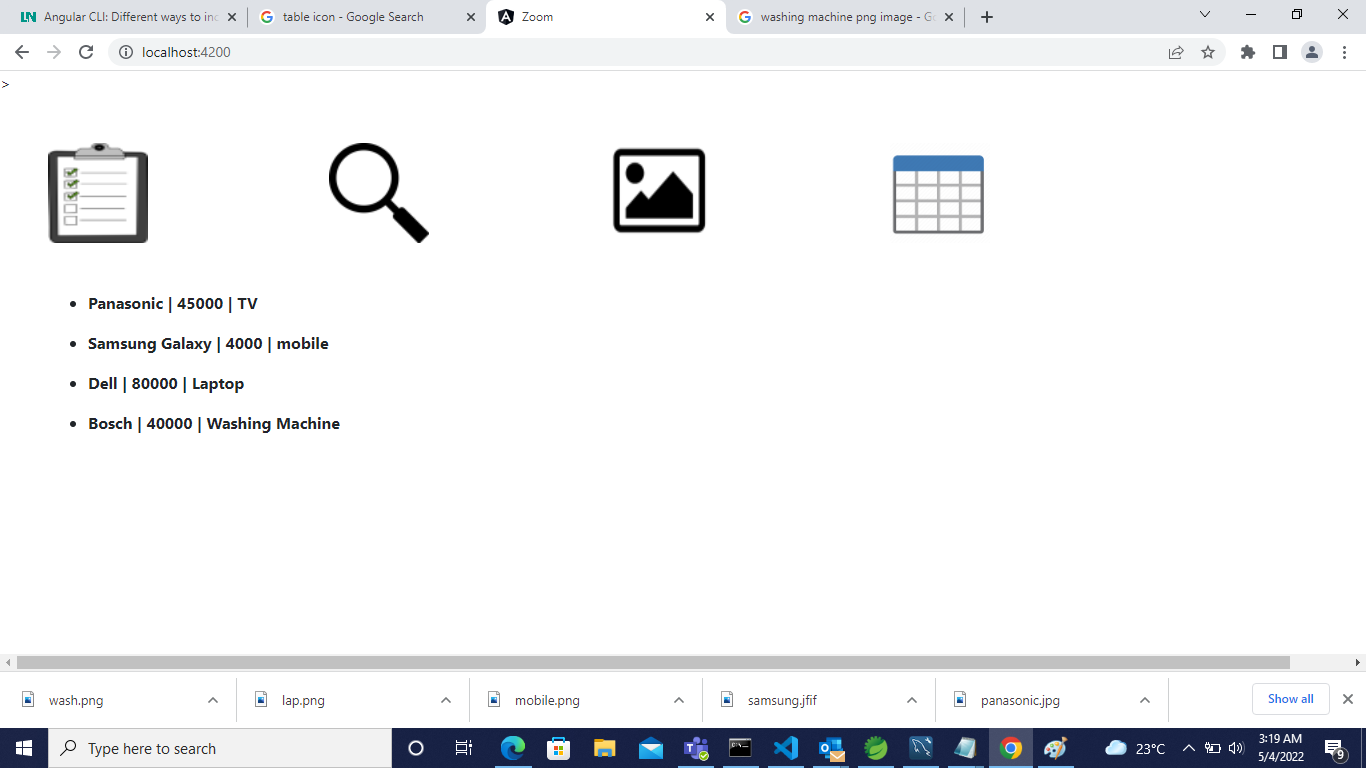 LN Angular CLI: Different ways to inc
table icon - Google Search
Zoom
washing machine png image - Go
localhost:4200
>
Panasonic | 45000 | TV
Samsung Galaxy | 4000 | mobile
Dell | 80000 | Laptop
Bosch | 40000 | Washing Machine
wash.png
lap.png
mobile.png
samsung.jfif
panasonic.jpg
Show all
Type here to search
23°C
3:19 AM
5/4/2022
9